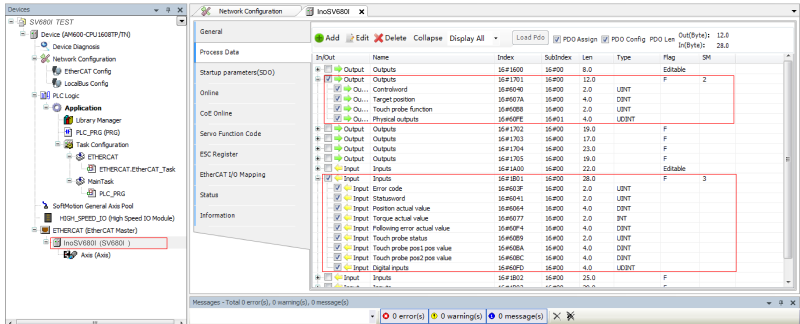 Devices
SV680I TEST
Device (AM600-CPU1608TP/TN)
Device Diagnosis
Network Configuration
EtherCAT Config
LocalBus Config
PLC Logic
Application
Library Manager
PLC_PRG (PRG)
Task Configuration
ETHERCAT
ETHERCAT.EtherCAT_Task
MainTask
PLC_PRG
SoftMotion General Axis Pool
HIGH_SPEED_IO (High Speed IO Module)
ETHERCAT (EtherCAT Master)
InoSV680I (SV680I )
Axis (Axis)
Network Configuration InoSV680I x
General
Process Data
Startup parameters(SDO)
Online
CoE Online
Servo Function Code
ESC Register
EtherCAT I/O Mapping
Status
Information
Add Edit Delete Collapse Display All Load Pdo PDO Assign PDO Config PDO Len Out(Byte): 12.0
In(Byte): 28.0
In/Out Name Index SubIndex Len Type Flag SM
Output Outputs 16#1600 16#00 8.0 Editable
Output Outputs 16#1701 16#00 12.0 F 2
Ou... Controlword 16#6040 16#00 2.0 UINT
Ou... Target position 16#607A 16#00 4.0 DINT
Ou... Touch probe function 16#60B8 16#00 2.0 UINT
Ou... Physical outputs 16#60FE 16#01 4.0 UDINT
Output Outputs 16#1702 16#00 19.0 F
Output Outputs 16#1703 16#00 17.0 F
Output Outputs 16#1704 16#00 23.0 F
Output Outputs 16#1705 16#00 19.0 F
Input Inputs 16#1A00 16#00 22.0 Editable
Input Inputs 16#1B01 16#00 28.0 F 3
Input Error code 16#603F 16#00 2.0 UINT
Input Statusword 16#6041 16#00 2.0 UINT
Input Position actual value 16#6064 16#00 4.0 DINT
Input Torque actual value 16#6077 16#00 2.0 INT
Input Following error actual value 16#60F4 16#00 4.0 DINT
Input Touch probe status 16#60B9 16#00 2.0 UINT
Input Touch probe pos1 pos value 16#60BA 16#00 4.0 DINT
Input Touch probe pos2 pos value 16#60BC 16#00 4.0 DINT
Input Digital inputs 16#60FD 16#00 4.0 UDINT
Input Inputs 16#1B02 16#00 25.0 F
Messages - Total 0 error(s), 0 warning(s), 0 message(s)
0 error(s) 0 warning(s) 0 message(s)